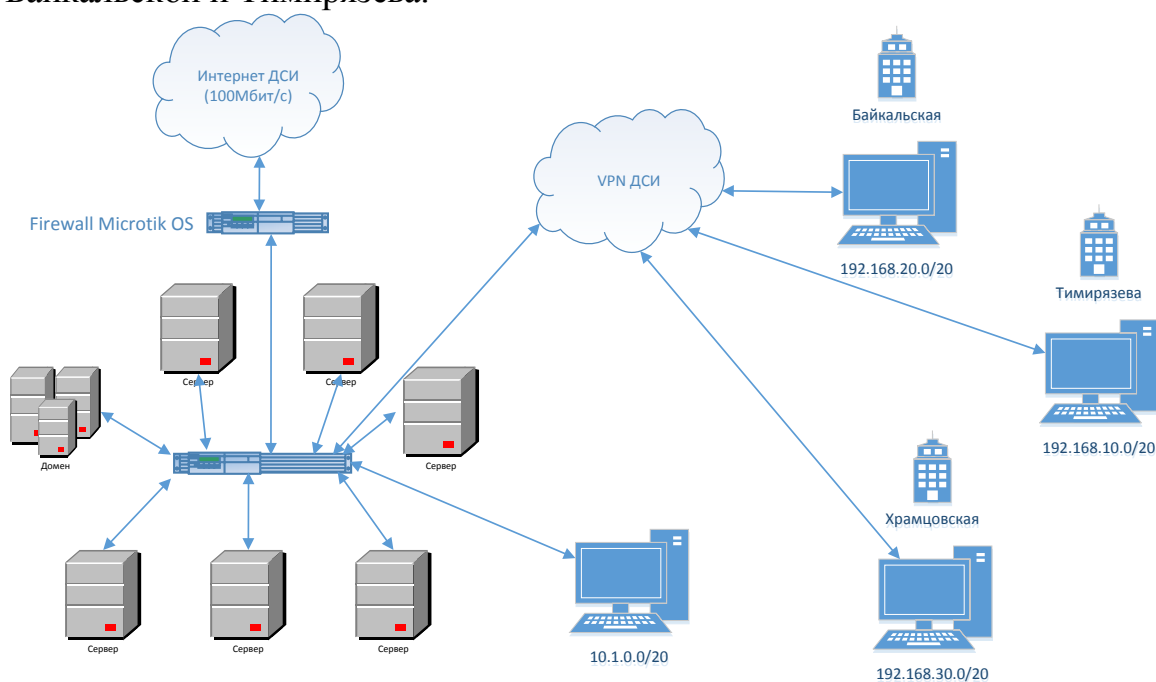 Байкальской и Тимирязева.
Интернет ДСИ
(100Мбит/с)
Байкальская
VPN ДСИ
Firewall Microtik OS
192.168.20.0/20
Тимирязева
Сервер
Сервер
Сервер
Домен
192.168.10.0/20
Храмцовская
Сервер
Сервер
Сервер
10.1.0.0/20
192.168.30.0/20